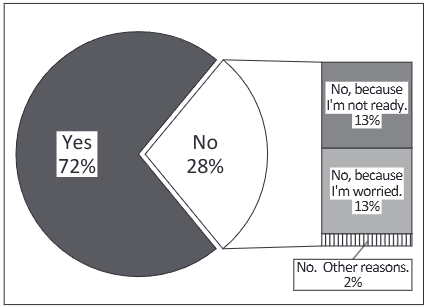 Yes
72%
No
28%
No, because
I'm not ready.
13%
No, because
I'm worried.
13%
No. Other reasons.
2%